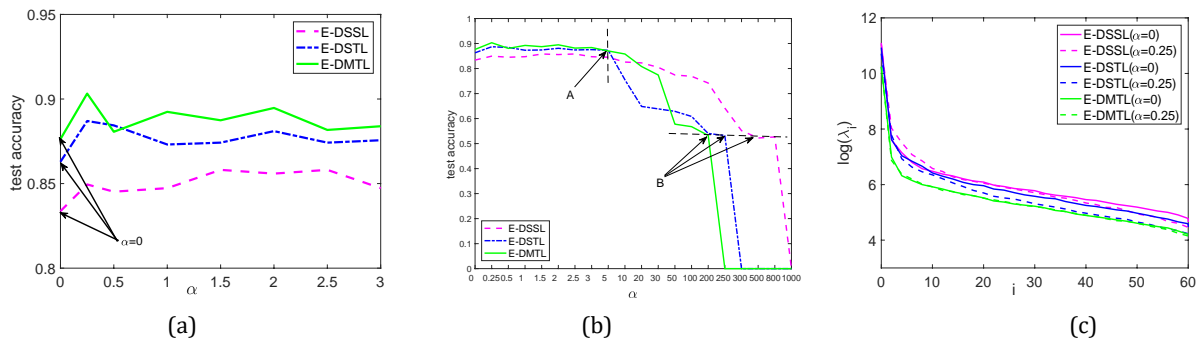 0.95
0.9
0.85
0.8
test accuracy
0 0.5 1 1.5 2 2.5 3
α
E-DSSL
E-DSTL
E-DMTL
α=0
(a)
1
0.9
0.8
0.7
0.6
0.5
0.4
0.3
0.2
0.1
0
test accuracy
0 0.25 0.5 1 1.5 2 2.5 3 4 5 10 20 30 50 100 200 250 300 500 800 1000
α
A
B
E-DSSL
E-DSTL
E-DMTL
(b)
12
10
8
6
4
log(λi)
0 10 20 30 40 50 60
i
E-DSSL(α=0)
E-DSSL(α=0.25)
E-DSTL(α=0)
E-DSTL(α=0.25)
E-DMTL(α=0)
E-DMTL(α=0.25)
(c)